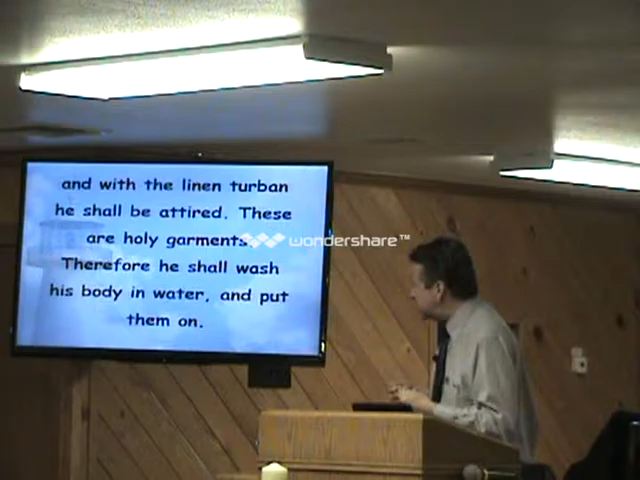 and with the linen turban
he shall be attired. These
are holy garments.
Therefore he shall wash
his body in water, and put
them on.
wondershare™